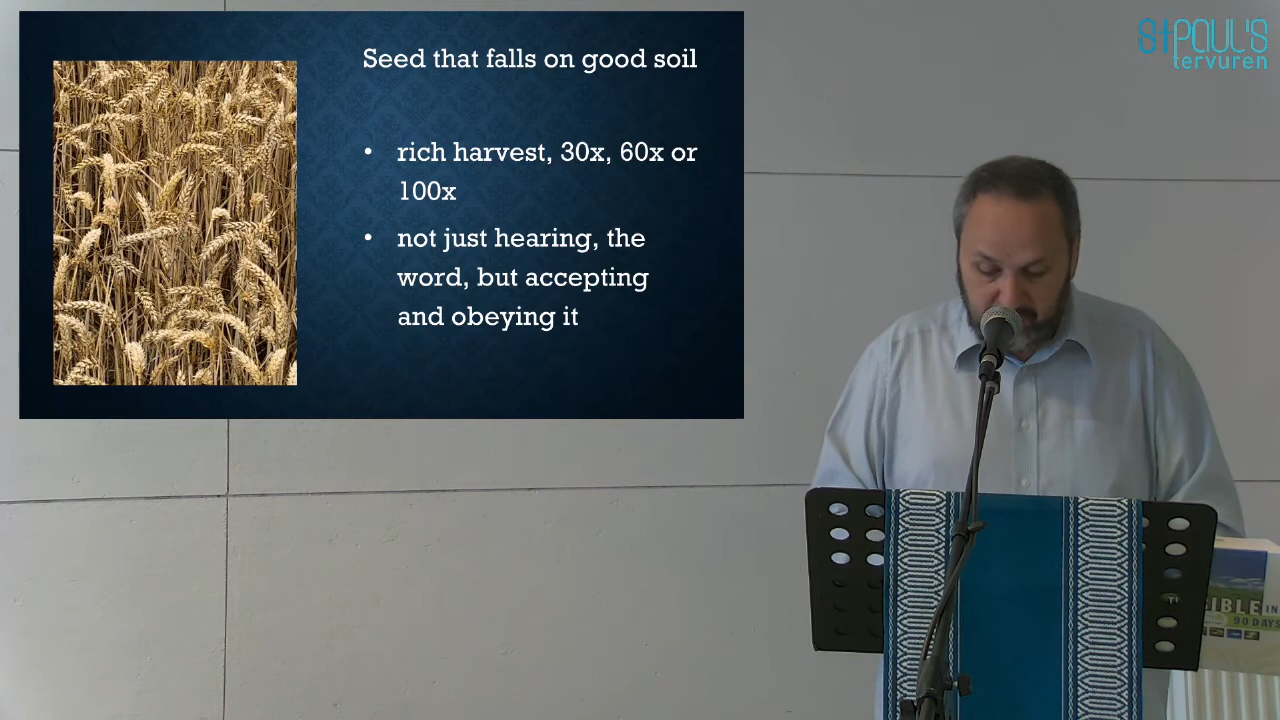 Seed that falls on good soil
• rich harvest, 30x, 60x or
100x
• not just hearing, the
word, but accepting
and obeying it
St PAUL'S
tervuren
BIBLE IN
90 DAYS